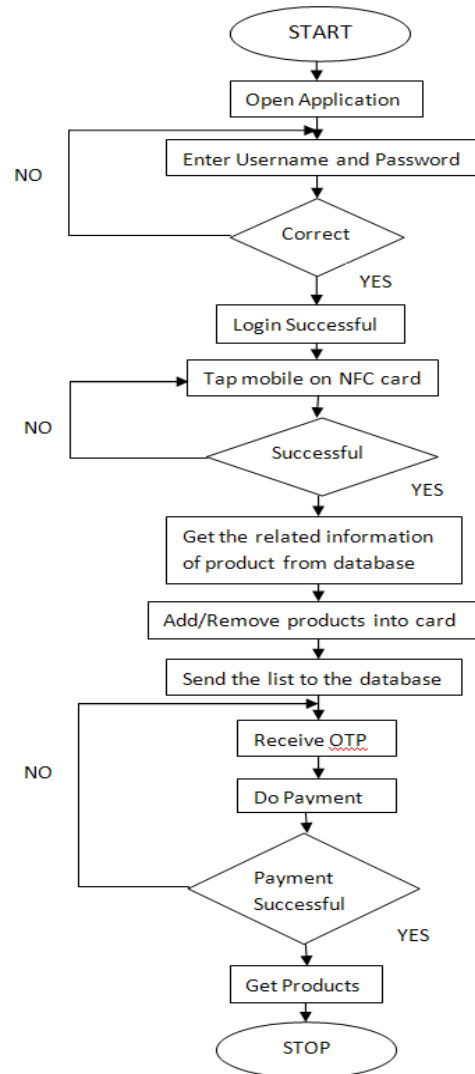 START
Open Application
Enter Username and Password
NO
Correct
YES
Login Successful
Tap mobile on NFC card
NO
Successful
YES
Get the related information
of product from database
Add/Remove products into card
Send the list to the database
Receive OTP
NO
Do Payment
Payment
Successful
YES
Get Products
STOP